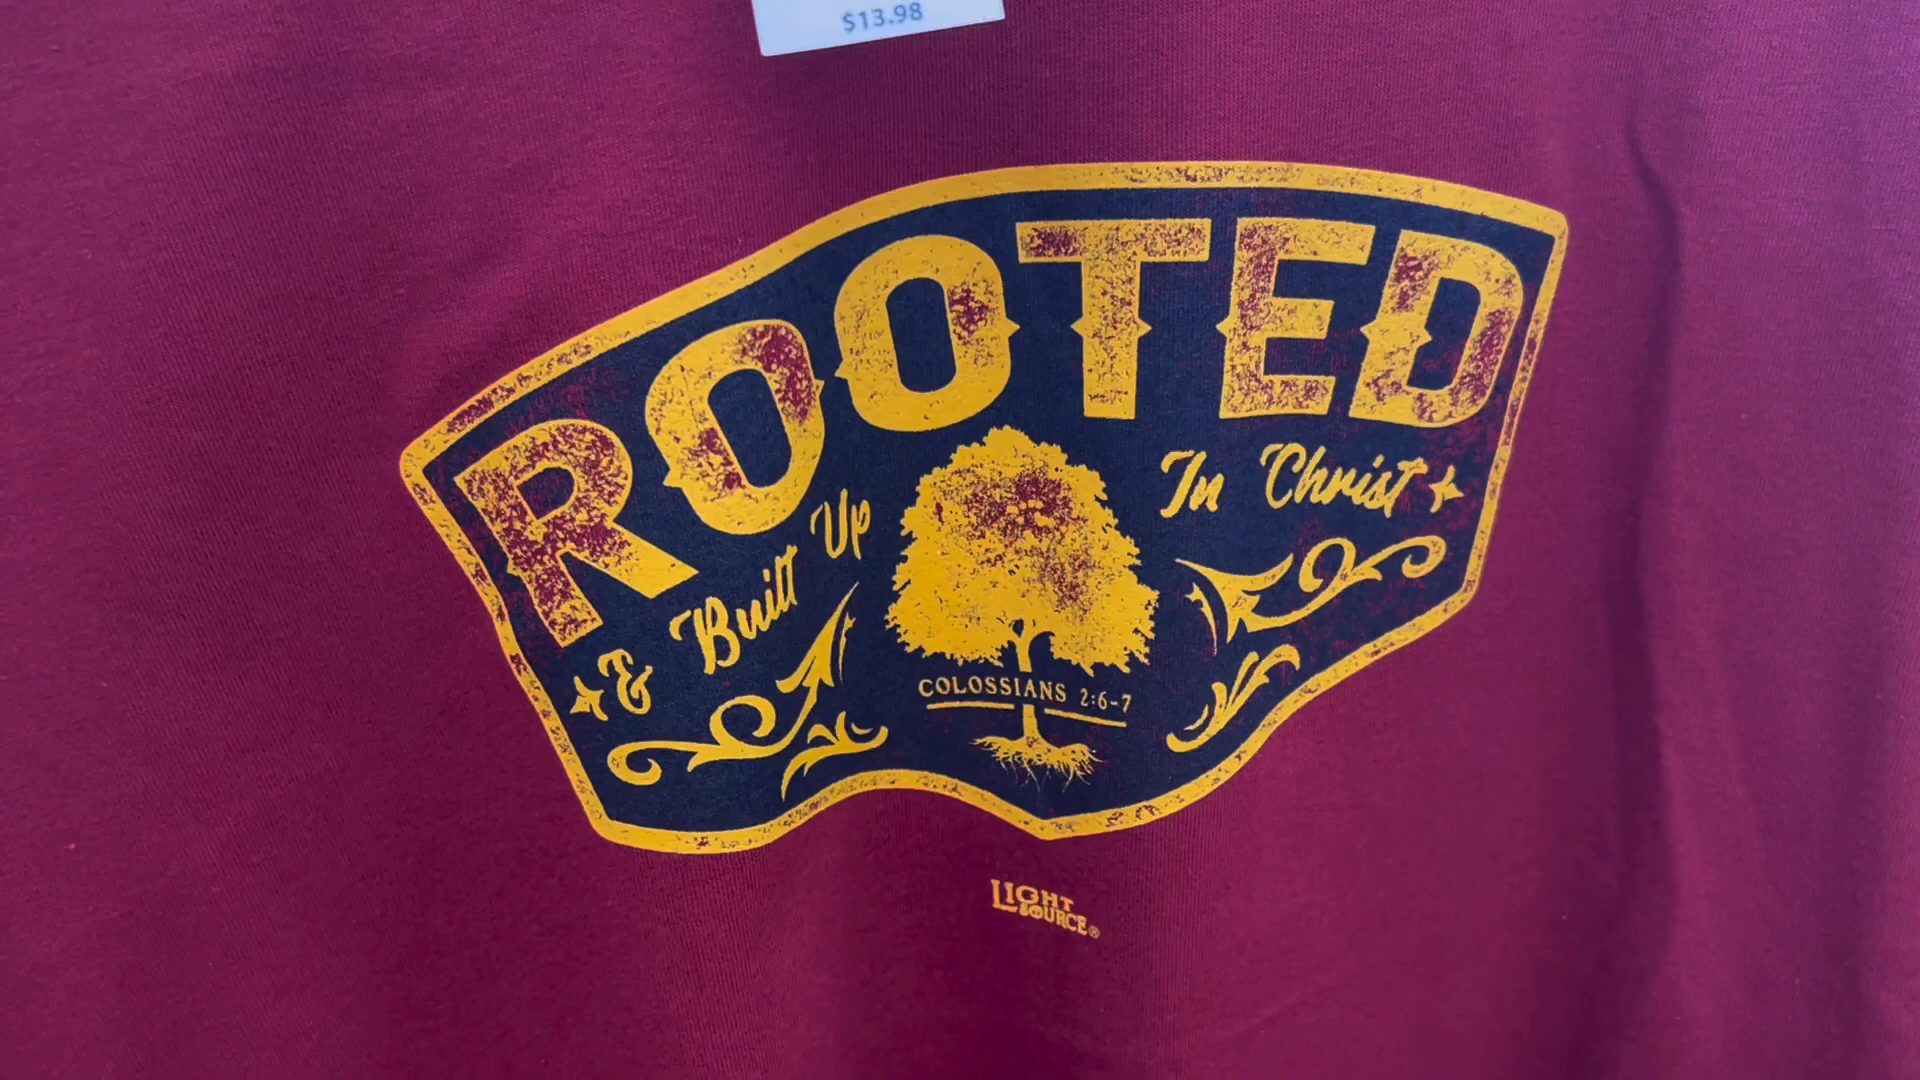 $13.98
ROOTED
& Built Up In Christ
COLOSSIANS 2:6-7
LIGHT
SOURCE®